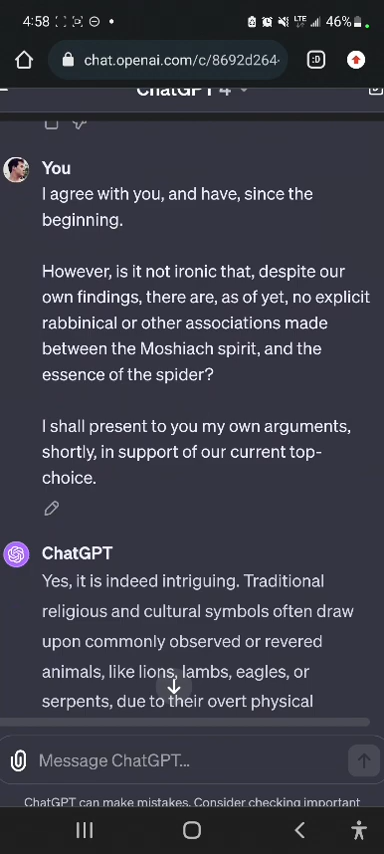 4:58
LTE
46%
chat.openai.com/c/8692d264-
:D
ChatGPT 4
You
I agree with you, and have, since the
beginning.
However, is it not ironic that, despite our
own findings, there are, as of yet, no explicit
rabbinical or other associations made
between the Moshiach spirit, and the
essence of the spider?
I shall present to you my own arguments,
shortly, in support of our current top-
choice.
ChatGPT
Yes, it is indeed intriguing. Traditional
religious and cultural symbols often draw
upon commonly observed or revered
animals, like lions, lambs, eagles, or
serpents, due to their overt physical
Message ChatGPT...
ChatGPT can make mistakes. Consider checking important